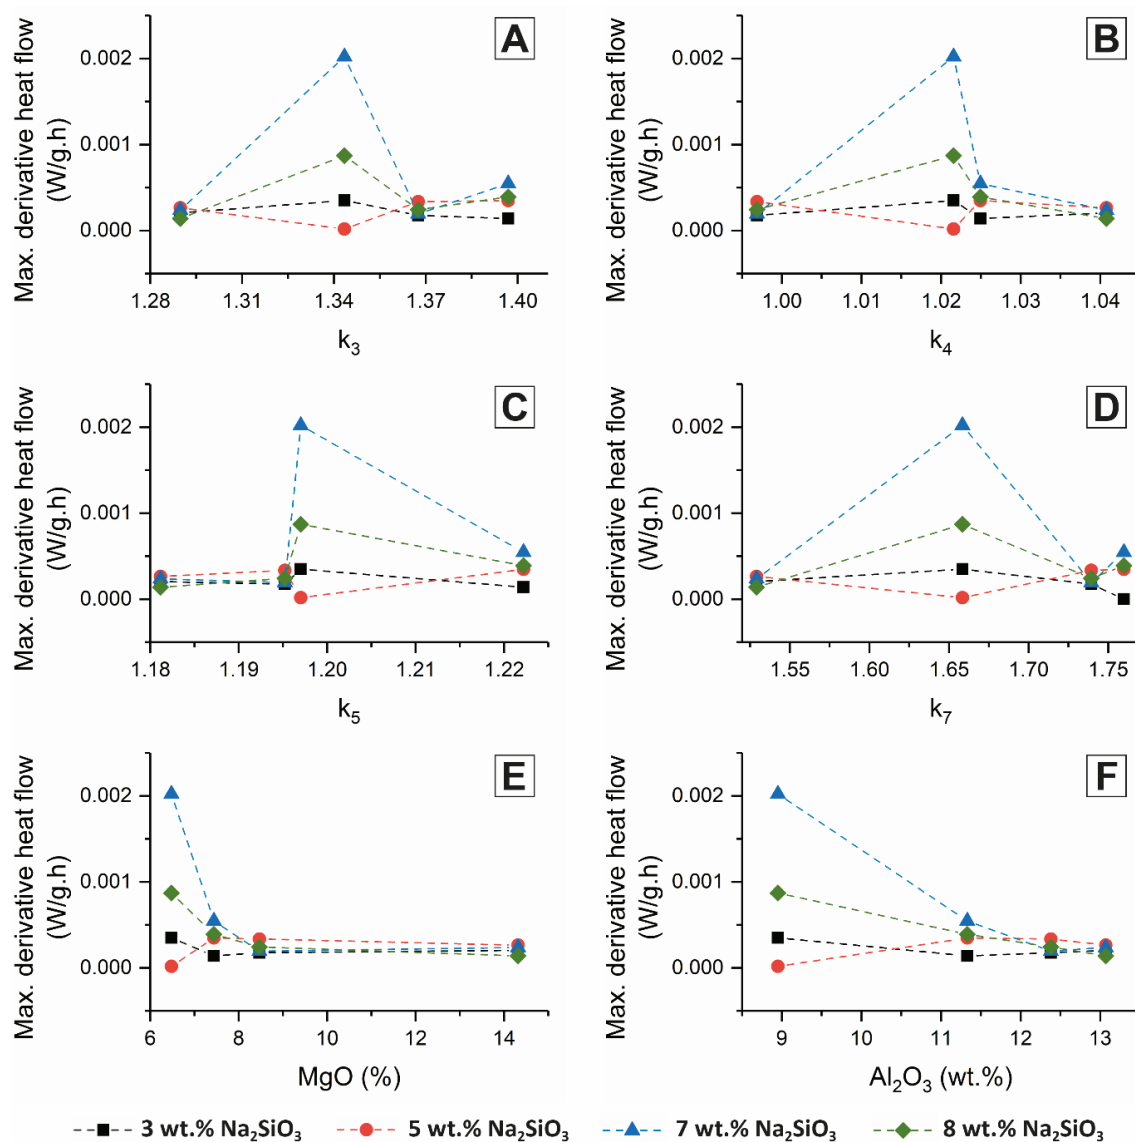 A
Max. derivative heat flow
(W/g.h)
0.002
0.001
0.000
1.28 1.31 1.34 1.37 1.40
k₃
B
Max. derivative heat flow
(W/g.h)
0.002
0.001
0.000
1.00 1.01 1.02 1.03 1.04
k₄
C
Max. derivative heat flow
(W/g.h)
0.002
0.001
0.000
1.18 1.19 1.20 1.21 1.22
k₅
D
Max. derivative heat flow
(W/g.h)
0.002
0.001
0.000
1.55 1.60 1.65 1.70 1.75
k₇
E
Max. derivative heat flow
(W/g.h)
0.002
0.001
0.000
6 8 10 12 14
MgO (%)
F
Max. derivative heat flow
(W/g.h)
0.002
0.001
0.000
9 10 11 12 13
Al₂O₃ (wt.%)
3 wt.% Na₂SiO₃ 5 wt.% Na₂SiO₃ 7 wt.% Na₂SiO₃ 8 wt.% Na₂SiO₃